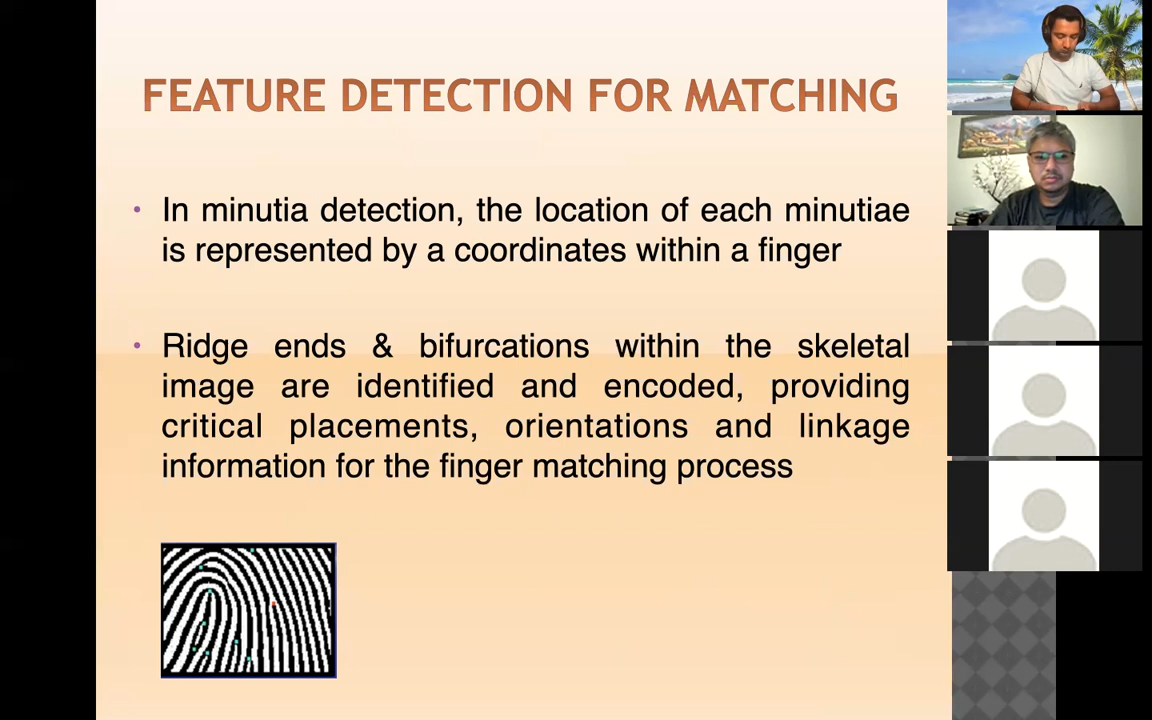 FEATURE DETECTION FOR MATCHING
• In minutia detection, the location of each minutiae
is represented by a coordinates within a finger
• Ridge ends & bifurcations within the skeletal
image are identified and encoded, providing
critical placements, orientations and linkage
information for the finger matching process